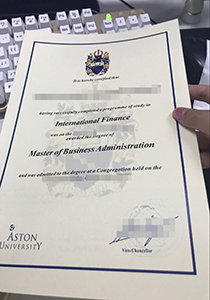 It is hereby certified that
having successfully completed a programme of study in
International Finance
was on the
awarded the degree of
Master of Business Administration
and was admitted to the degree at a Congregation held on the
ASTON
UNIVERSITY
Vice-Chancellor